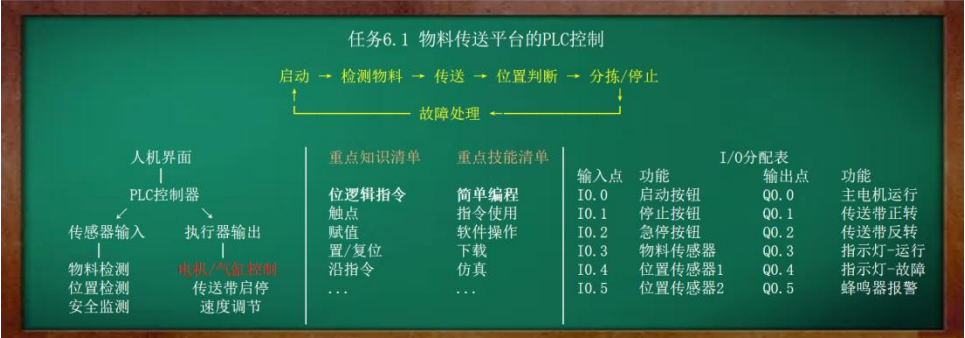 任务6.1 物料传送平台的PLC控制
启动 → 检测物料 → 传送 → 位置判断 → 分拣/停止
故障处理
人机界面
PLC控制器
传感器输入 执行器输出
物料检测 电机/气缸控制
位置检测 传送带启停
安全监测 速度调节
重点知识清单 重点技能清单
位逻辑指令 简单编程
触点 指令使用
赋值 软件操作
置/复位 下载
沿指令 仿真
... ...
I/O分配表
输入点 功能 输出点 功能
I0.0 启动按钮 Q0.0 主电机运行
I0.1 停止按钮 Q0.1 传送带正转
I0.2 急停按钮 Q0.2 传送带反转
I0.3 物料传感器 Q0.3 指示灯-运行
I0.4 位置传感器1 Q0.4 指示灯-故障
I0.5 位置传感器2 Q0.5 蜂鸣器报警